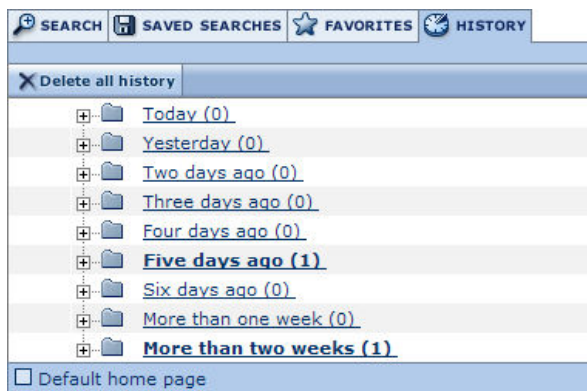 SEARCH SAVED SEARCHES FAVORITES HISTORY
Delete all history
Today (0)
Yesterday (0)
Two days ago (0)
Three days ago (0)
Four days ago (0)
Five days ago (1)
Six days ago (0)
More than one week (0)
More than two weeks (1)
Default home page